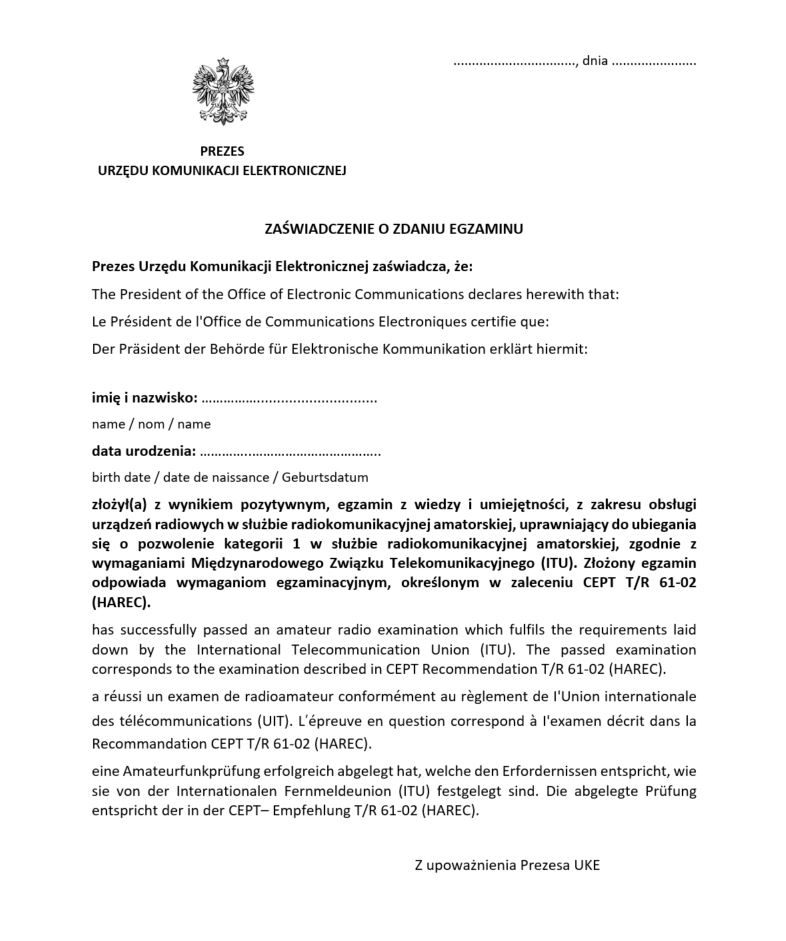 ................................., dnia .......................
PREZES
URZĘDU KOMUNIKACJI ELEKTRONICZNEJ
ZAŚWIADCZENIE O ZDANIU EGZAMINU
Prezes Urzędu Komunikacji Elektronicznej zaświadcza, że:
The President of the Office of Electronic Communications declares herewith that:
Le Président de l'Office de Communications Electroniques certifie que:
Der Präsident der Behörde für Elektronische Kommunikation erklärt hiermit:
imię i nazwisko: ……………..............................
name / nom / name
data urodzenia: …………..……………………………..
birth date / date de naissance / Geburtsdatum
złożył(a) z wynikiem pozytywnym, egzamin z wiedzy i umiejętności, z zakresu obsługi
urządzeń radiowych w służbie radiokomunikacyjnej amatorskiej, uprawniający do ubiegania
się o pozwolenie kategorii 1 w służbie radiokomunikacyjnej amatorskiej, zgodnie z
wymaganiami Międzynarodowego Związku Telekomunikacyjnego (ITU). Złożony egzamin
odpowiada wymaganiom egzaminacyjnym, określonym w zaleceniu CEPT T/R 61-02
(HAREC).
has successfully passed an amateur radio examination which fulfils the requirements laid
down by the International Telecommunication Union (ITU). The passed examination
corresponds to the examination described in CEPT Recommendation T/R 61-02 (HAREC).
a réussi un examen de radioamateur conformément au règlement de I'Union internationale
des télécommunications (UIT). L´épreuve en question correspond à I'examen décrit dans la
Recommandation CEPT T/R 61-02 (HAREC).
eine Amateurfunkprüfung erfolgreich abgelegt hat, welche den Erfordernissen entspricht, wie
sie von der Internationalen Fernmeldeunion (ITU) festgelegt sind. Die abgelegte Prüfung
entspricht der in der CEPT– Empfehlung T/R 61-02 (HAREC).
Z upoważnienia Prezesa UKE